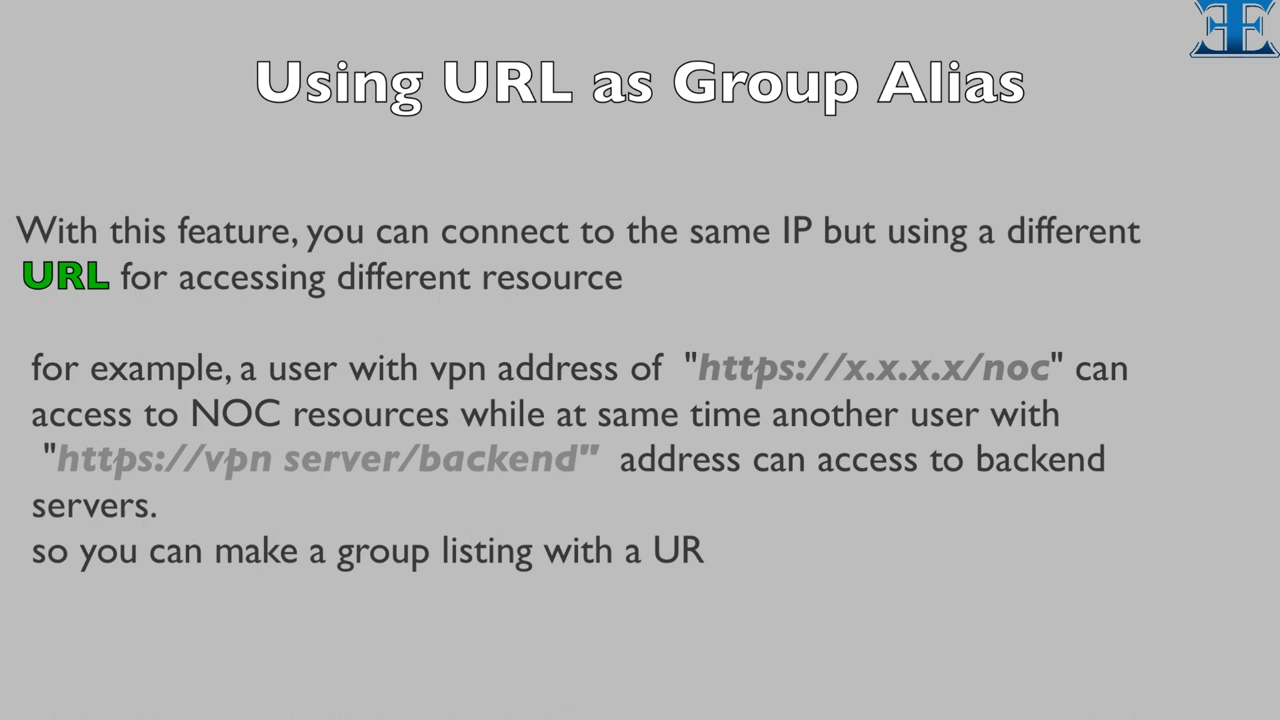 Using URL as Group Alias
With this feature, you can connect to the same IP but using a different
URL for accessing different resource
for example, a user with vpn address of "https://x.x.x.x/noc" can
access to NOC resources while at same time another user with
"https://vpn server/backend" address can access to backend
servers.
so you can make a group listing with a UR